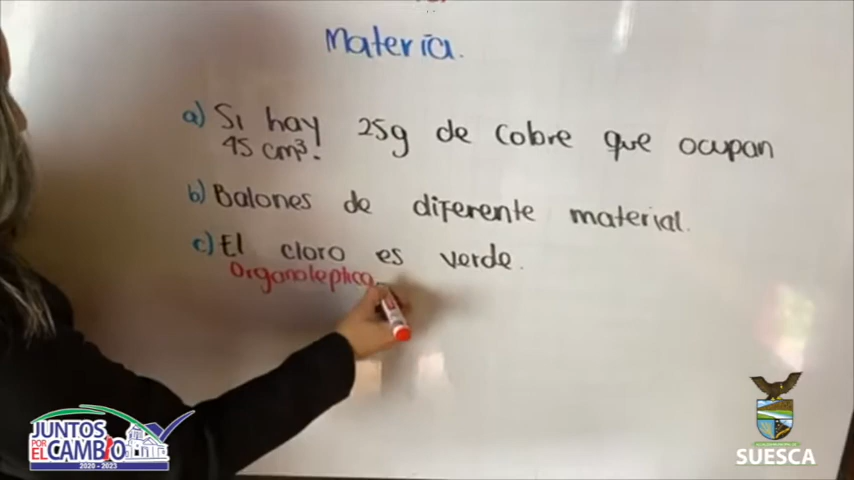 Materia.
a) Si hay 25g de cobre que ocupan
45 cm³.
b) Balones de diferente material.
c) El cloro es verde.
Organoleptica
JUNTOS
POR
EL CAMBIO
2020 - 2023
SUESCA